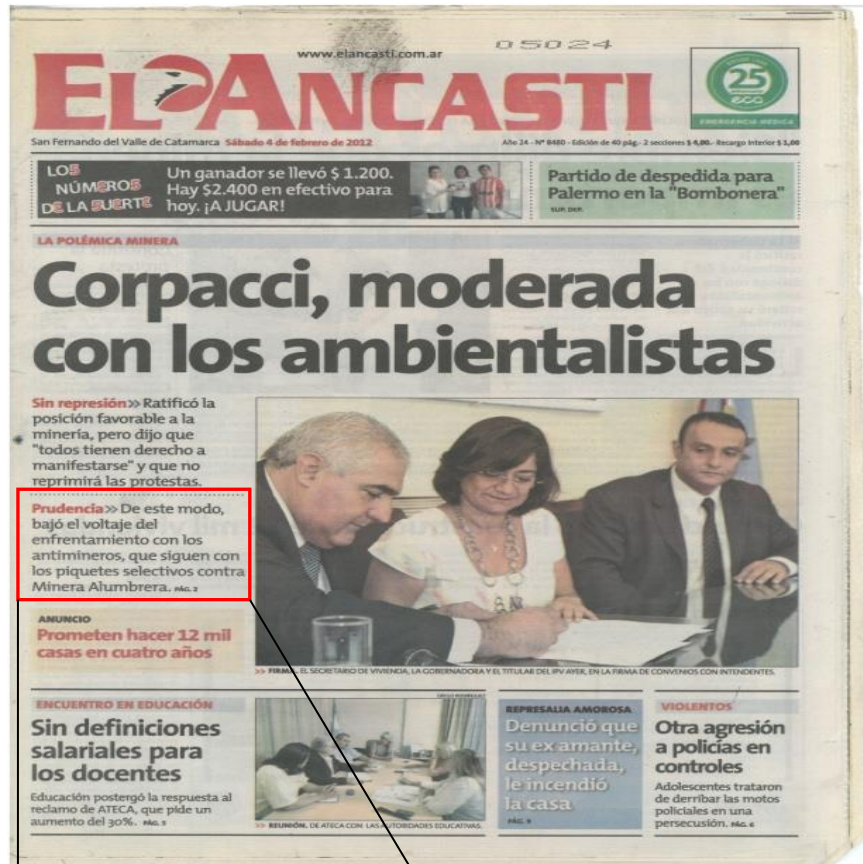 www.elancasti.com.ar
05024
EL ANCASTI
25
eco
EMERGENCIA MEDICA
San Fernando del Valle de Catamarca Sábado 4 de febrero de 2012
Año 24 - Nº 8480 - Edición de 40 pág.- 2 secciones $ 4,00.- Recargo Interior $ 1,00
LOS
NÚMEROS
DE LA SUERTE
Un ganador se llevó $ 1.200.
Hay $2.400 en efectivo para
hoy. ¡A JUGAR!
Partido de despedida para
Palermo en la "Bombonera"
SUP. DEP.
LA POLÉMICA MINERA
Corpacci, moderada
con los ambientalistas
Sin represión>> Ratificó la
posición favorable a la
minería, pero dijo que
"todos tienen derecho a
manifestarse" y que no
reprimirá las protestas.
Prudencia>> De este modo,
bajó el voltaje del
enfrentamiento con los
antimineros, que siguen con
los piquetes selectivos contra
Minera Alumbrera. PÁG. 2
ANUNCIO
Prometen hacer 12 mil
casas en cuatro años
>> FIRMA. EL SECRETARIO DE VIVIENDA, LA GOBERNADORA Y EL TITULAR DEL IPV AYER, EN LA FIRMA DE CONVENIOS CON INTENDENTES.
ENCUENTRO EN EDUCACIÓN
Sin definiciones
salariales para
los docentes
Educación postergó la respuesta al
reclamo de ATECA, que pide un
aumento del 30%. PÁG. 5
>> REUNIÓN. DE ATECA CON LAS AUTORIDADES EDUCATIVAS.
REPRESALIA AMOROSA
Denunció que
su ex amante,
despechada,
le incendió
la casa
PÁG. 9
VIOLENTOS
Otra agresión
a policías en
controles
Adolescentes trataron
de derribar las motos
policiales en una
persecusión. PÁG. 6